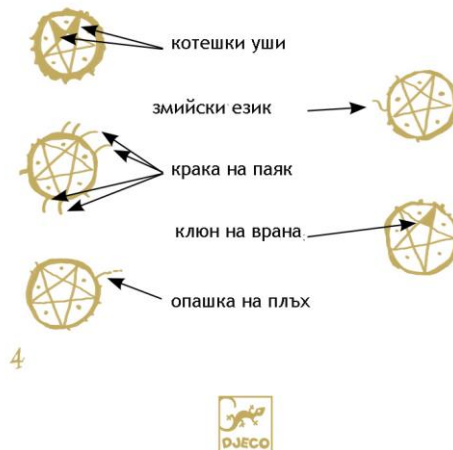 котешки уши
змийски език
крака на паяк
клюн на врана
опашка на плъх
4
DJECO